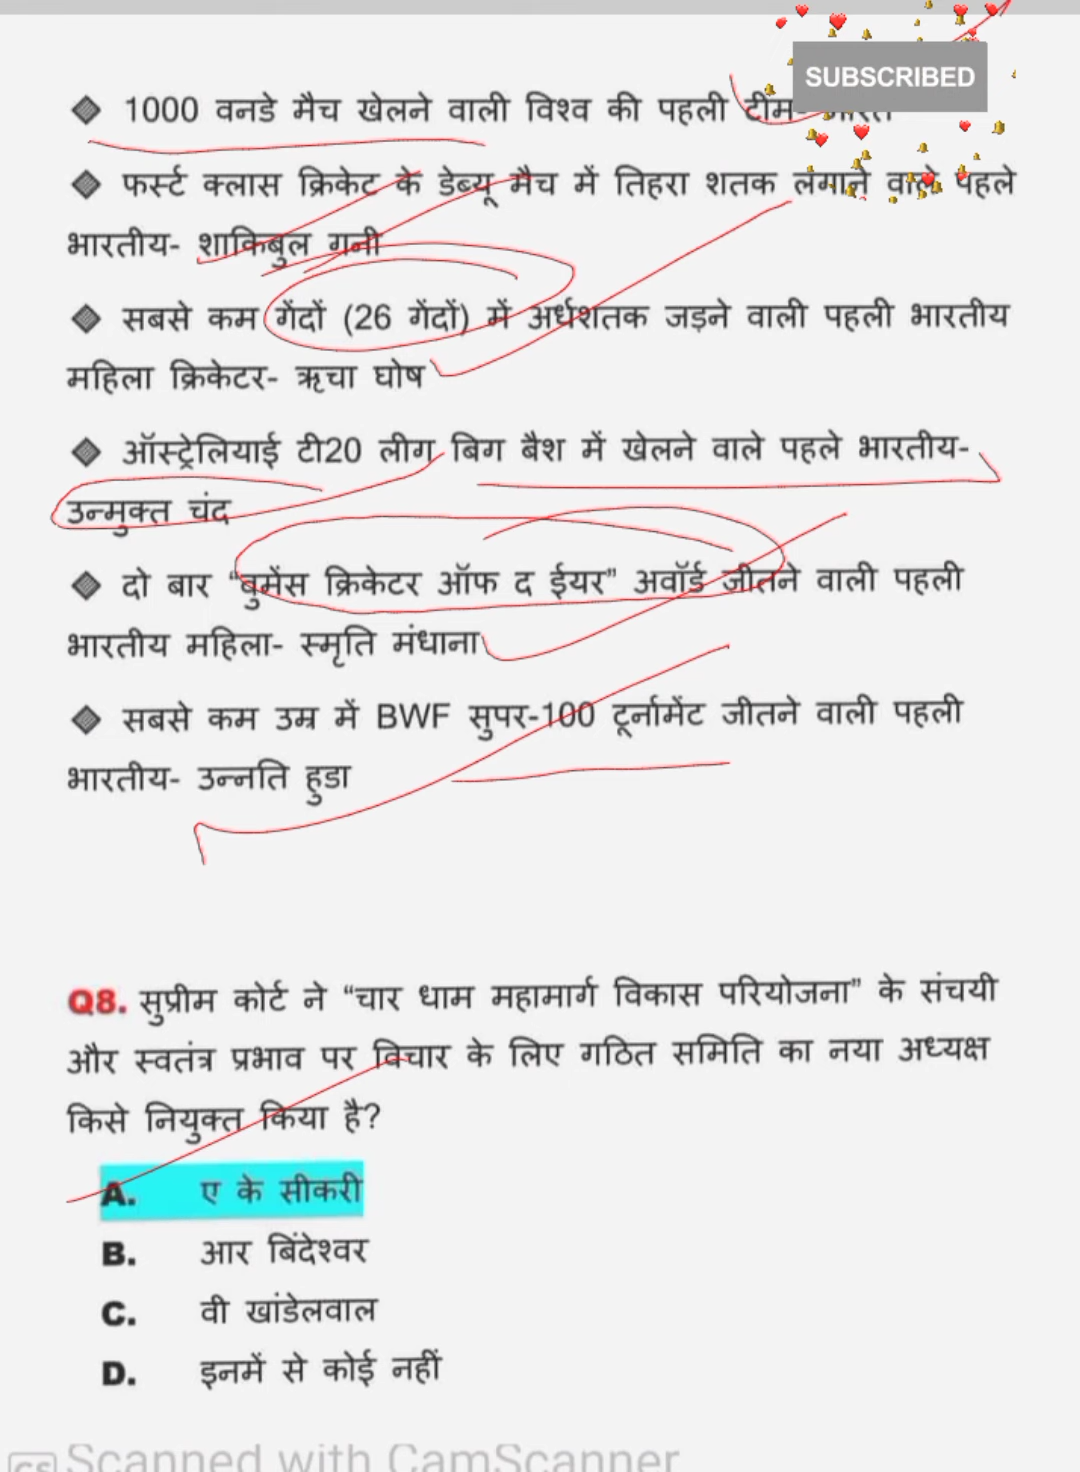 SUBSCRIBED
◈ 1000 वनडे मैच खेलने वाली विश्व की पहली टीम- भारत
◈ फर्स्ट क्लास क्रिकेट के डेब्यू मैच में तिहरा शतक लगाने वाले पहले
भारतीय- शाकिबुल गनी
◈ सबसे कम गेंदों (26 गेंदों) में अर्धशतक जड़ने वाली पहली भारतीय
महिला क्रिकेटर- ऋचा घोष
◈ ऑस्ट्रेलियाई टी20 लीग बिग बैश में खेलने वाले पहले भारतीय-
उन्मुक्त चंद
◈ दो बार “वुमेंस क्रिकेटर ऑफ द ईयर” अवॉर्ड जीतने वाली पहली
भारतीय महिला- स्मृति मंधाना
◈ सबसे कम उम्र में BWF सुपर-100 टूर्नामेंट जीतने वाली पहली
भारतीय- उन्नति हुडा
Q8. सुप्रीम कोर्ट ने “चार धाम महामार्ग विकास परियोजना” के संचयी
और स्वतंत्र प्रभाव पर विचार के लिए गठित समिति का नया अध्यक्ष
किसे नियुक्त किया है?
A. ए के सीकरी
B. आर बिंदेश्वर
C. वी खांडेलवाल
D. इनमें से कोई नहीं
CS Scanned with CamScanner